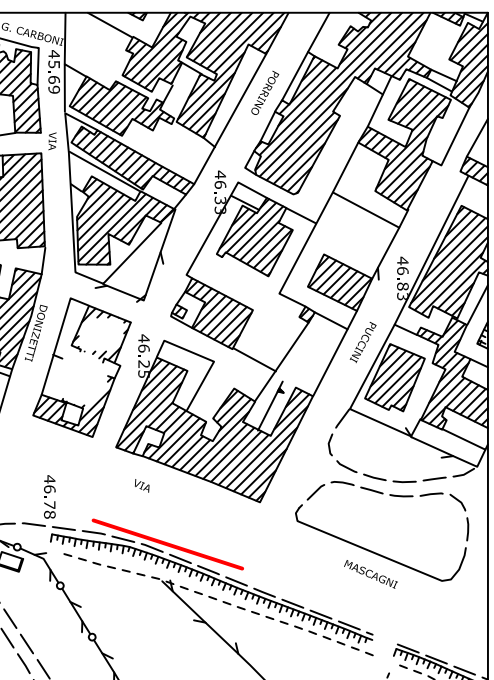 G. CARBONI
45.69
VIA
PORRINO
46.33
46.83
DONIZETTI
46.25
PUCCINI
VIA
46.78
MASCAGNI